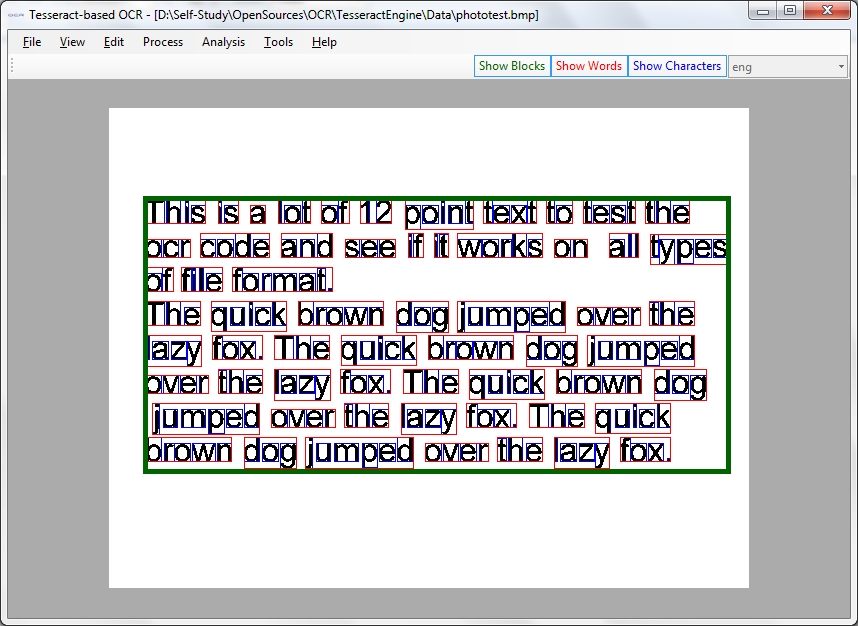 Tesseract-based OCR - [D:\Self-Study\OpenSources\OCR\TesseractEngine\Data\phototest.bmp]
File View Edit Process Analysis Tools Help
Show Blocks Show Words Show Characters eng
This is a lot of 12 point text to test the
ocr code and see if it works on all types
of file format.
The quick brown dog jumped over the
lazy fox. The quick brown dog jumped
over the lazy fox. The quick brown dog
jumped over the lazy fox. The quick
brown dog jumped over the lazy fox.